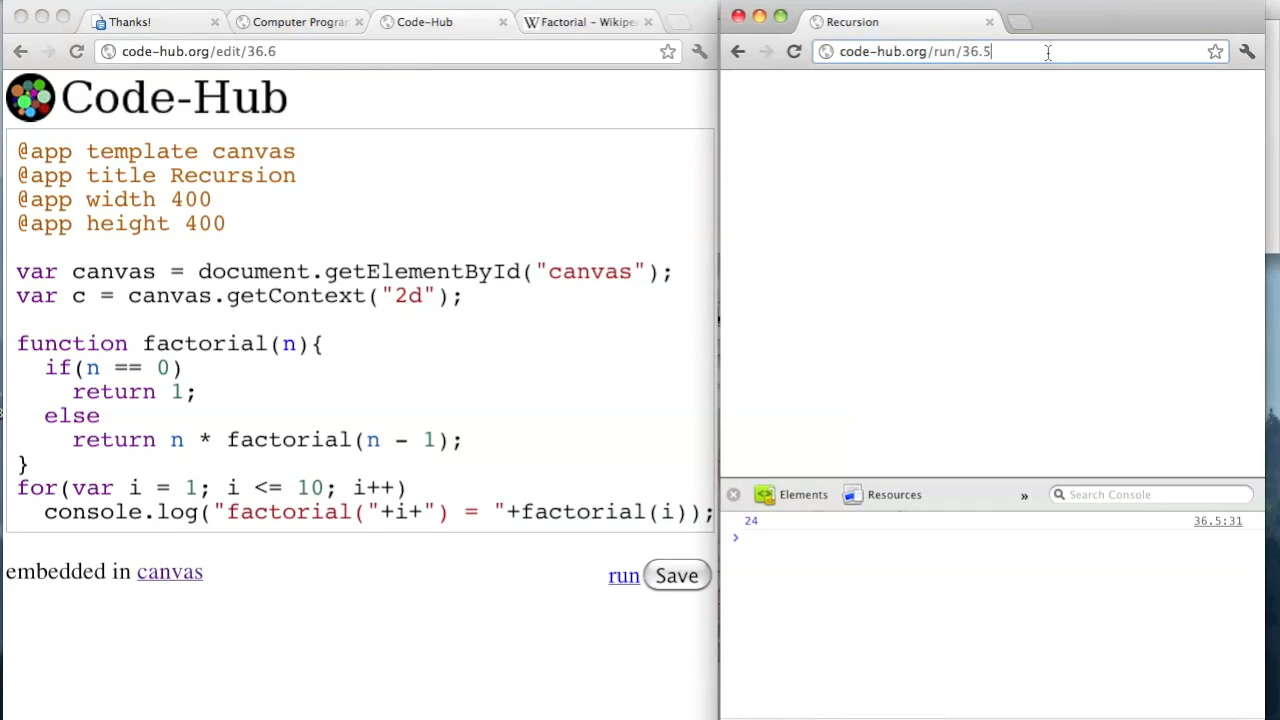 Thanks!
Computer Progran
Code-Hub
Factorial - Wikipe
Recursion
code-hub.org/edit/36.6
code-hub.org/run/36.5
Code-Hub
@app template canvas
@app title Recursion
@app width 400
@app height 400
var canvas = document.getElementById("canvas");
var c = canvas.getContext("2d");
function factorial(n){
if(n == 0)
return 1;
else
return n * factorial(n - 1);
}
for(var i = 1; i <= 10; i++)
console.log("factorial("+i+") = "+factorial(i));
embedded in canvas
run
Save
Elements
Resources
»
Search Console
24
36.5:31
>